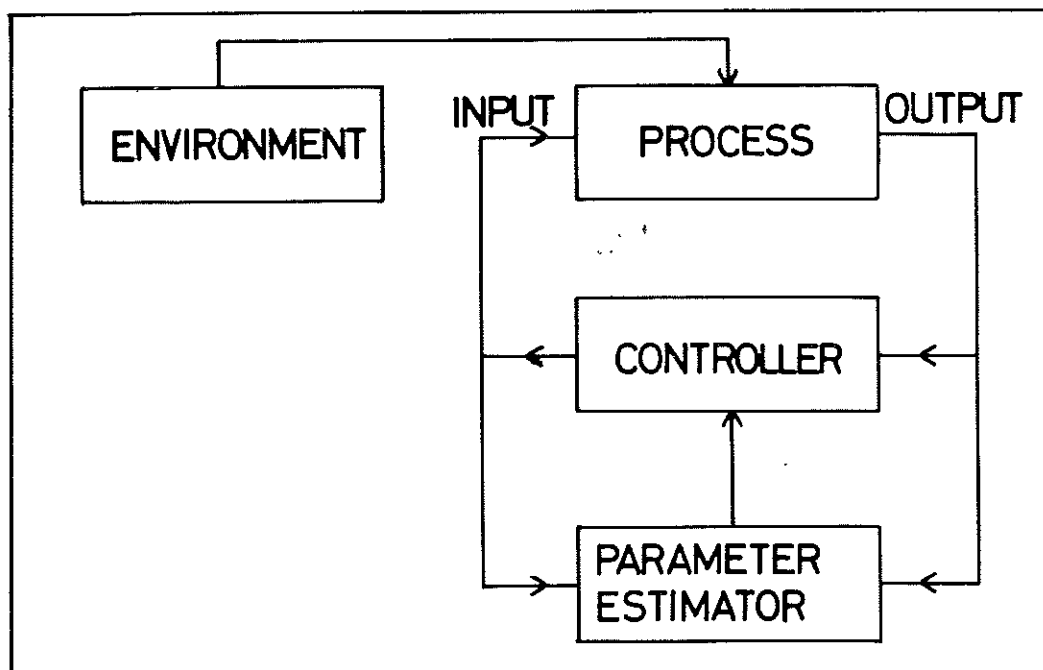 ENVIRONMENT
INPUT
PROCESS
OUTPUT
CONTROLLER
PARAMETER
ESTIMATOR